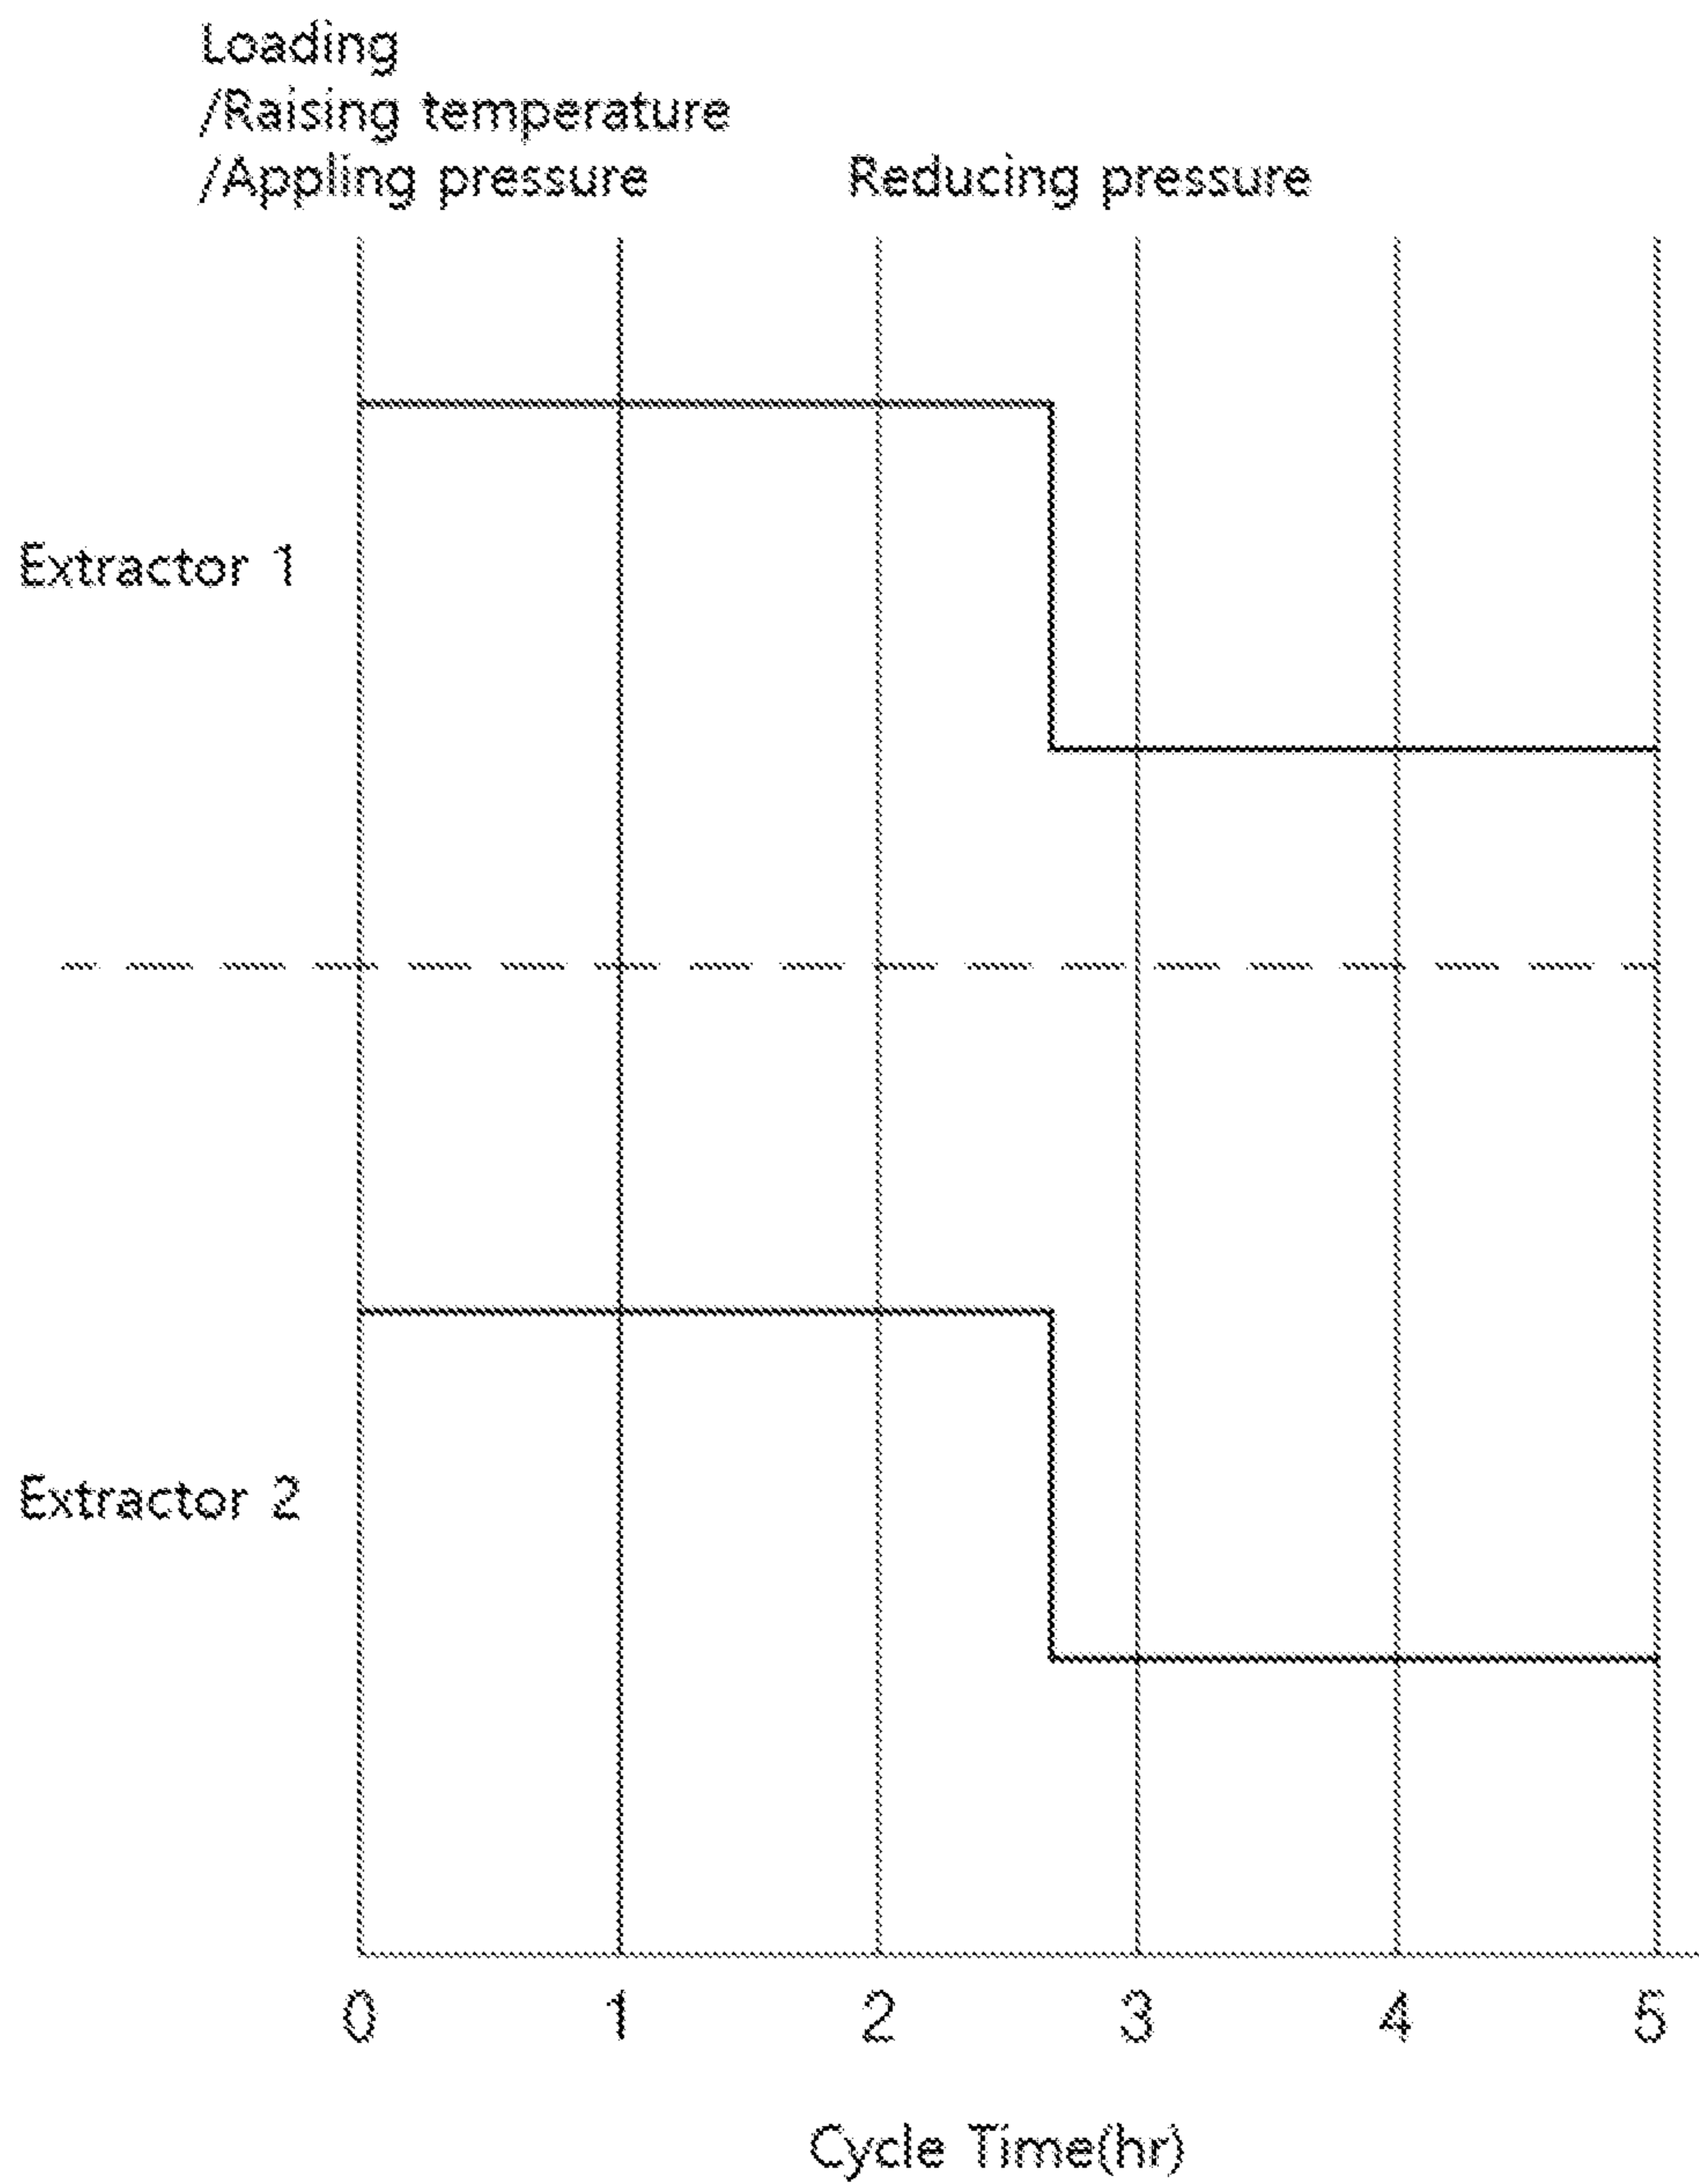 Loading
/Raising temperature
/Appling pressure
Reducing pressure
Extractor 1
Extractor 2
0 1 2 3 4 5
Cycle Time(hr)